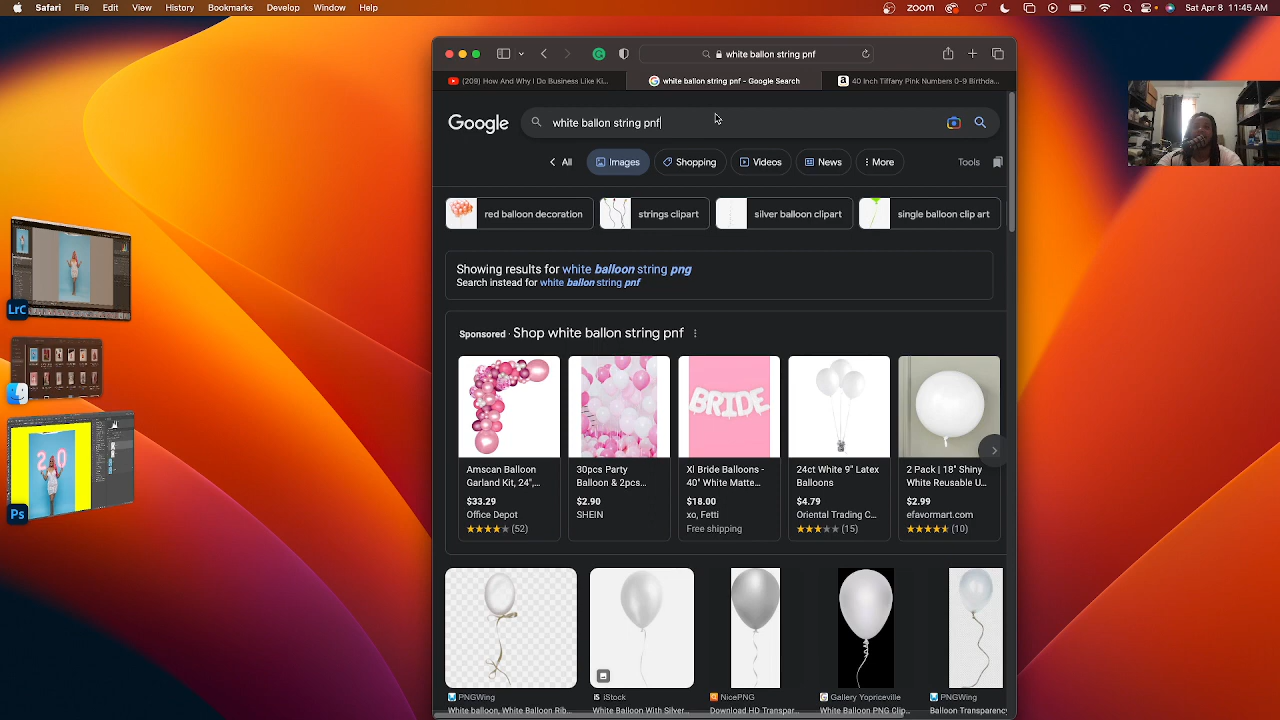 Safari File Edit View History Bookmarks Develop Window Help
zoom
Sat Apr 8 11:45 AM
white ballon string pnf
(209) How And Why I Do Business Like Ki...
white ballon string pnf - Google Search
40 Inch Tiffany Pink Numbers 0-9 Birthda...
Google
white ballon string pnf
All Images Shopping Videos News More Tools
red balloon decoration
strings clipart
silver balloon clipart
single balloon clip art
Showing results for white balloon string png
Search instead for white ballon string pnf
Sponsored · Shop white ballon string pnf
BRIDE
Amscan Balloon
Garland Kit, 24",...
$33.29
Office Depot
(52)
30pcs Party
Balloon & 2pcs...
$2.90
SHEIN
Xl Bride Balloons -
40" White Matte...
$18.00
xo, Fetti
Free shipping
24ct White 9" Latex
Balloons
$4.79
Oriental Trading C...
(15)
2 Pack | 18" Shiny
White Reusable U...
$2.99
efavormart.com
(10)
PNGWing
White balloon, White Balloon Rib...
iStock
White Balloon With Silver...
NicePNG
Download HD Transpar...
Gallery Yopriceville
White Balloon PNG Clip...
PNGWing
Balloon Transparency
LrC
20
Ps